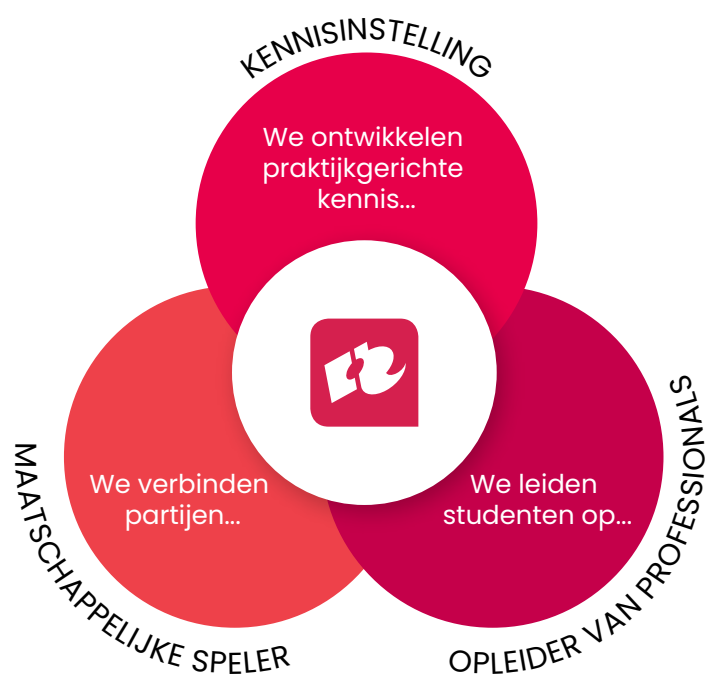 KENNISINSTELLING
We ontwikkelen
praktijkgerichte
kennis...
We verbinden
partijen...
MAATSCHAPPELIJKE SPELER
We leiden
studenten op...
OPLEIDER VAN PROFESSIONALS